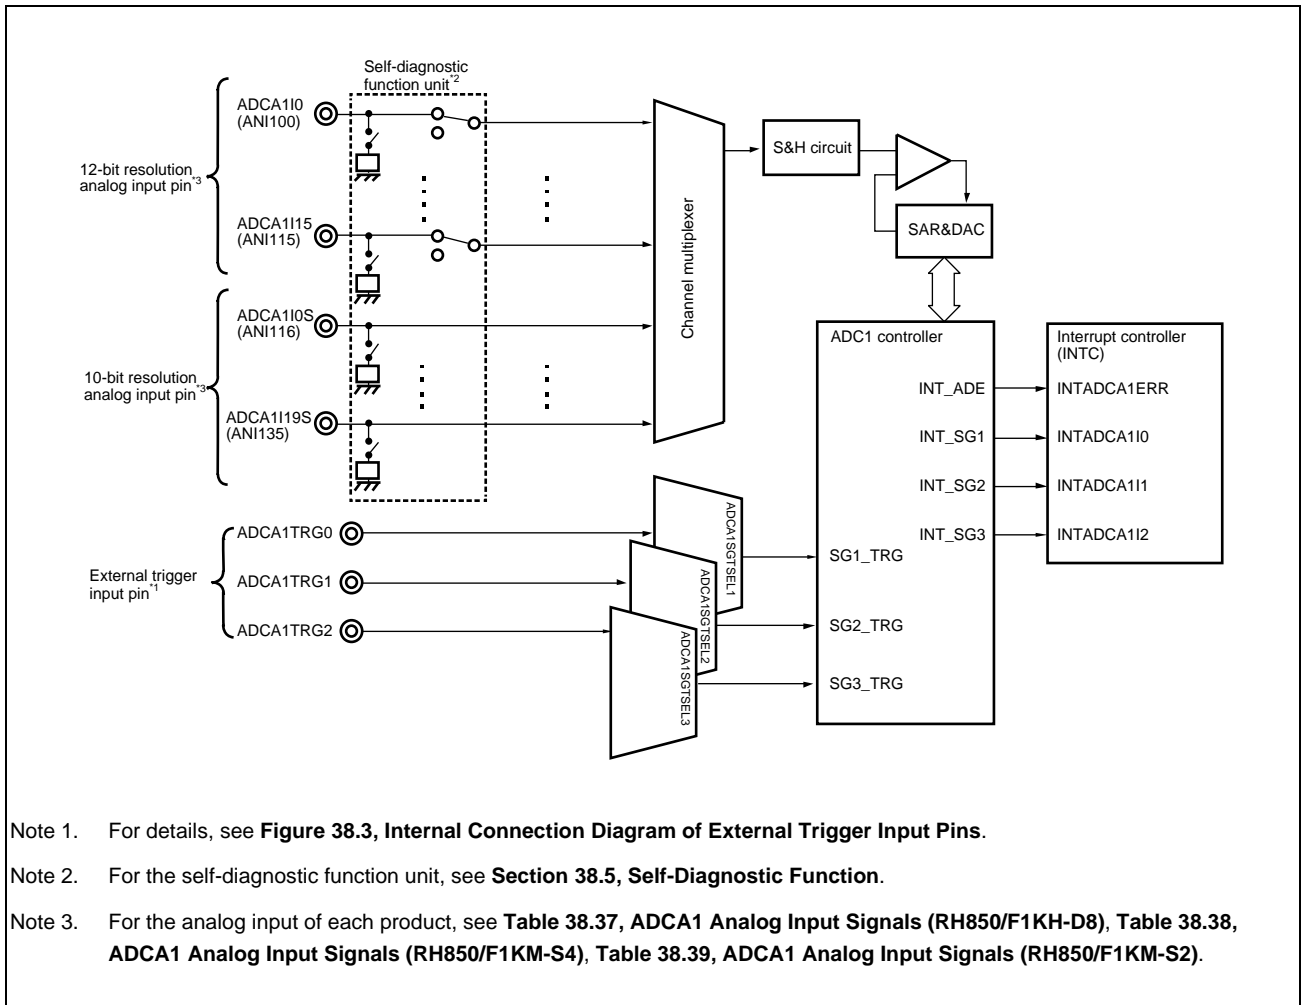 Self-diagnostic
function unit*2
ADCA1I0
(ANI100)
12-bit resolution
analog input pin*3
ADCA1I15
(ANI115)
ADCA1I0S
(ANI116)
10-bit resolution
analog input pin*3
ADCA1I19S
(ANI135)
Channel multiplexer
S&H circuit
SAR&DAC
ADC1 controller
INT_ADE
INT_SG1
INT_SG2
INT_SG3
SG1_TRG
SG2_TRG
SG3_TRG
Interrupt controller
(INTC)
INTADCA1ERR
INTADCA1I0
INTADCA1I1
INTADCA1I2
External trigger
input pin*1
ADCA1TRG0
ADCA1TRG1
ADCA1TRG2
ADCA1SGTSEL1
ADCA1SGTSEL2
ADCA1SGTSEL3
Note 1. For details, see Figure 38.3, Internal Connection Diagram of External Trigger Input Pins.
Note 2. For the self-diagnostic function unit, see Section 38.5, Self-Diagnostic Function.
Note 3. For the analog input of each product, see Table 38.37, ADCA1 Analog Input Signals (RH850/F1KH-D8), Table 38.38,
ADCA1 Analog Input Signals (RH850/F1KM-S4), Table 38.39, ADCA1 Analog Input Signals (RH850/F1KM-S2).